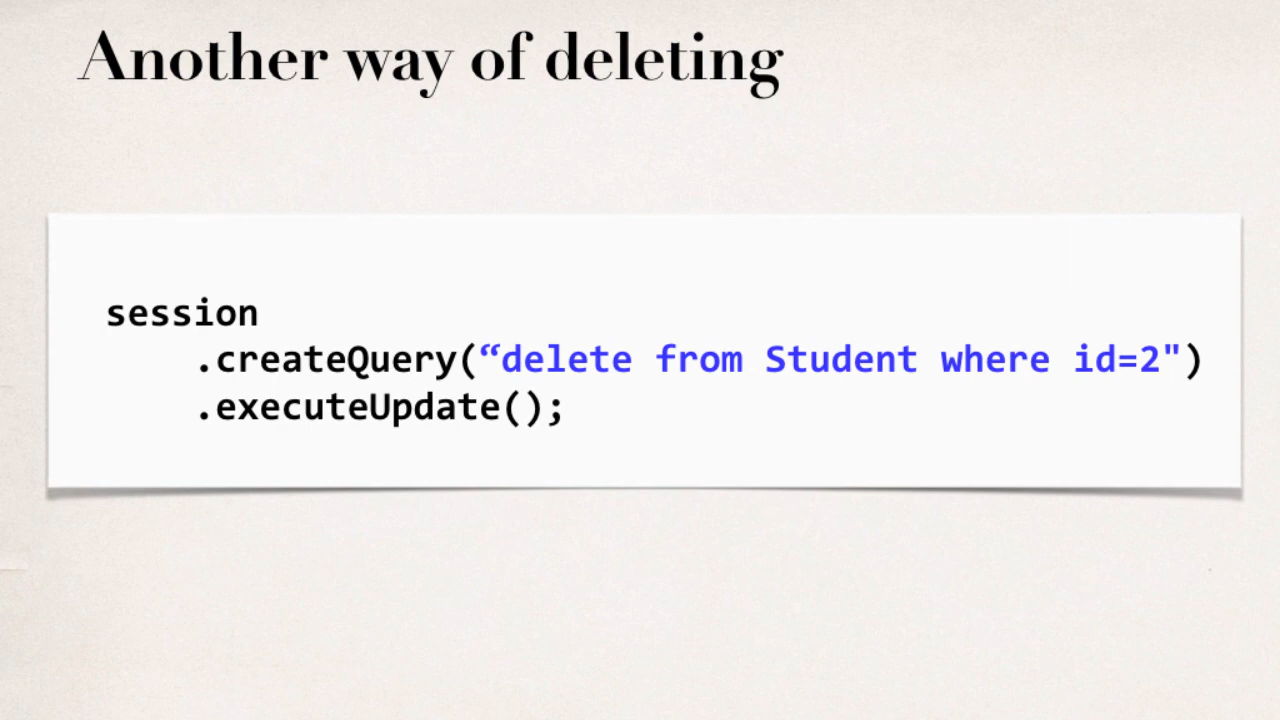 Another way of deleting
session
.createQuery(“delete from Student where id=2")
.executeUpdate();